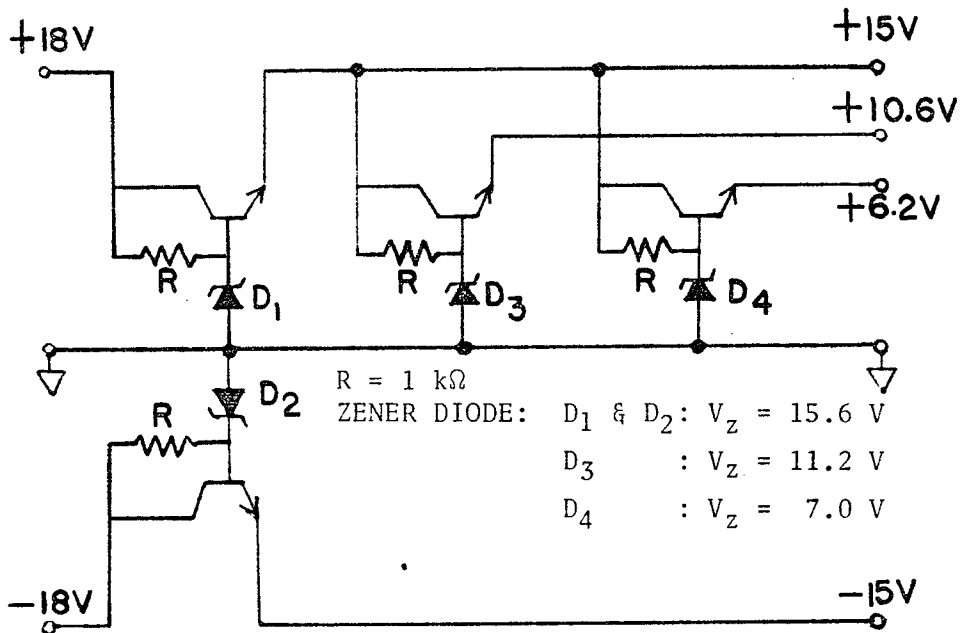 +18V
+15V
+10.6V
+6.2V
R
D1
R
D3
R
D4
D2
R
R = 1 kΩ
ZENER DIODE: D1 & D2: Vz = 15.6 V
D3 : Vz = 11.2 V
D4 : Vz = 7.0 V
-18V
-15V